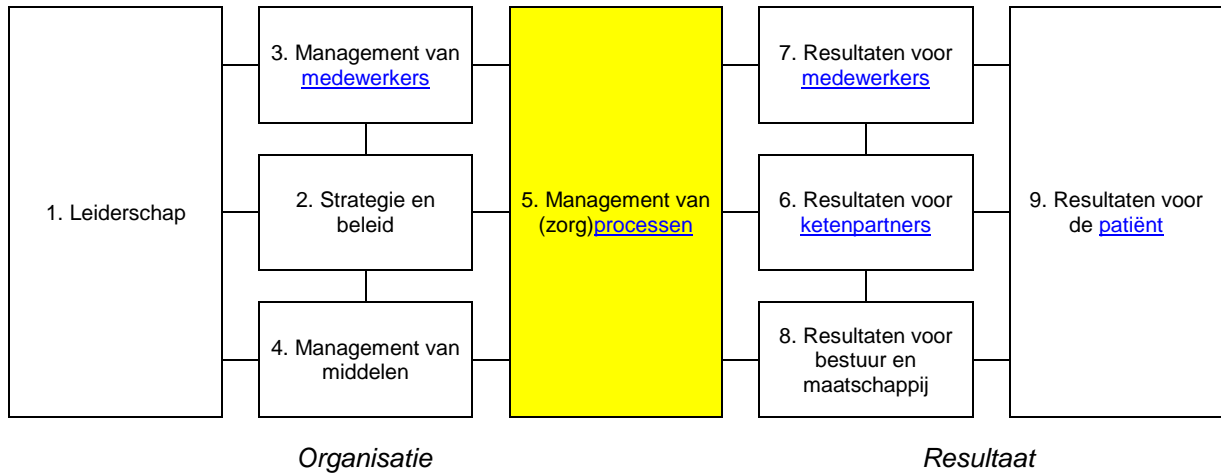 1. Leiderschap
3. Management van
medewerkers
2. Strategie en
beleid
4. Management van
middelen
5. Management van
(zorg)processen
7. Resultaten voor
medewerkers
6. Resultaten voor
ketenpartners
8. Resultaten voor
bestuur en
maatschappij
9. Resultaten voor
de patiënt
Organisatie
Resultaat